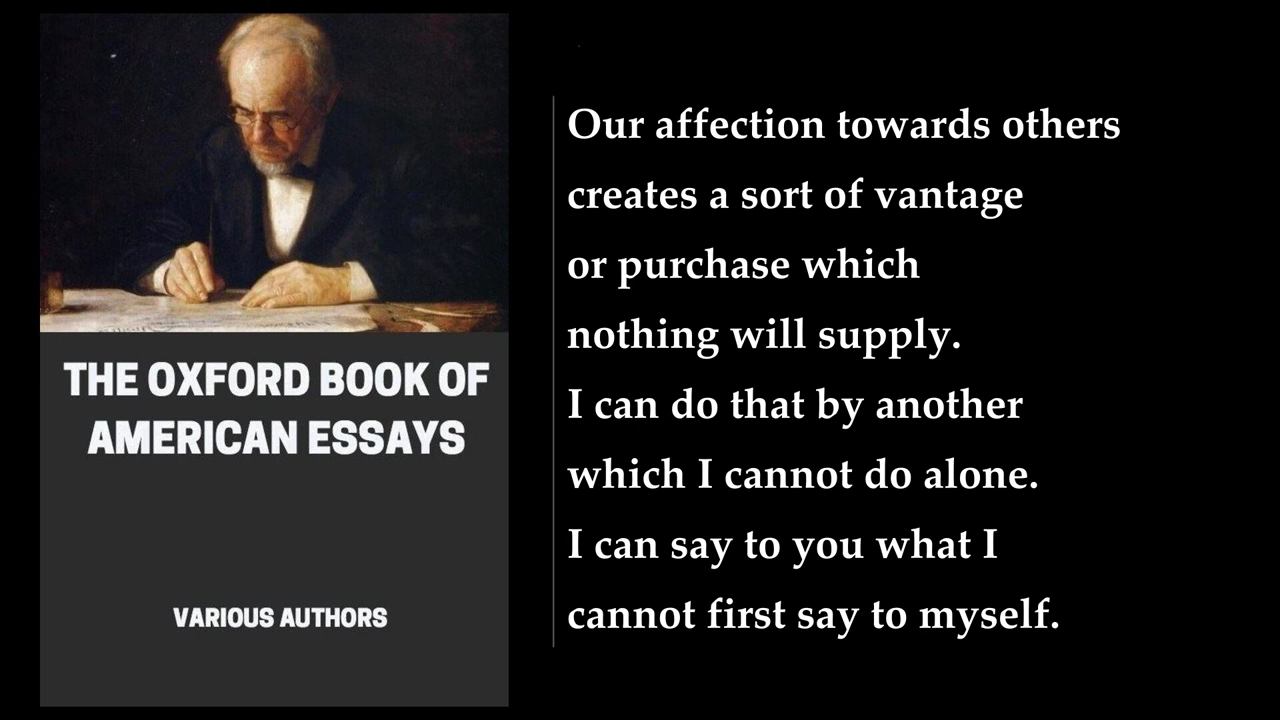 THE OXFORD BOOK OF
AMERICAN ESSAYS
VARIOUS AUTHORS
Our affection towards others
creates a sort of vantage
or purchase which
nothing will supply.
I can do that by another
which I cannot do alone.
I can say to you what I
cannot first say to myself.